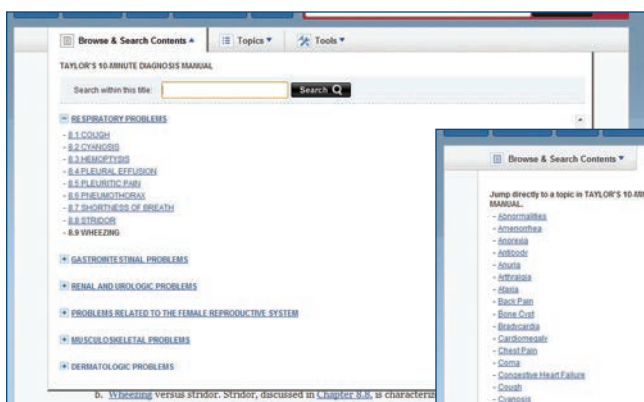 Browse & Search Contents
Topics
Tools
TAYLOR'S 10-MINUTE DIAGNOSIS MANUAL
Search within this title:
Search
RESPIRATORY PROBLEMS
- 8.1 COUGH
- 8.2 CYANOSIS
- 8.3 HEMOPTYSIS
- 8.4 PLEURAL EFFUSION
- 8.5 PLEURITIC PAIN
- 8.6 PNEUMOTHORAX
- 8.7 SHORTNESS OF BREATH
- 8.8 STRIDOR
- 8.9 WHEEZING
GASTROINTESTINAL PROBLEMS
RENAL AND UROLOGIC PROBLEMS
PROBLEMS RELATED TO THE FEMALE REPRODUCTIVE SYSTEM
MUSCULOSKELETAL PROBLEMS
DERMATOLOGIC PROBLEMS
b. Wheezing versus stridor. Stridor, discussed in Chapter 8.8, is
Browse & Search Contents
Jump directly to a topic in TAYLOR'S
MANUAL.
- Abnormalities
- Amenorrhea
- Anorexia
- Antibody
- Anuria
- Arthralgia
- Ataxia
- Back Pain
- Bone Cyst
- Bradycardia
- Cardiomegaly
- Chest Pain
- Coma
- Congestive Heart Failure
- Cough
- Cyanosis